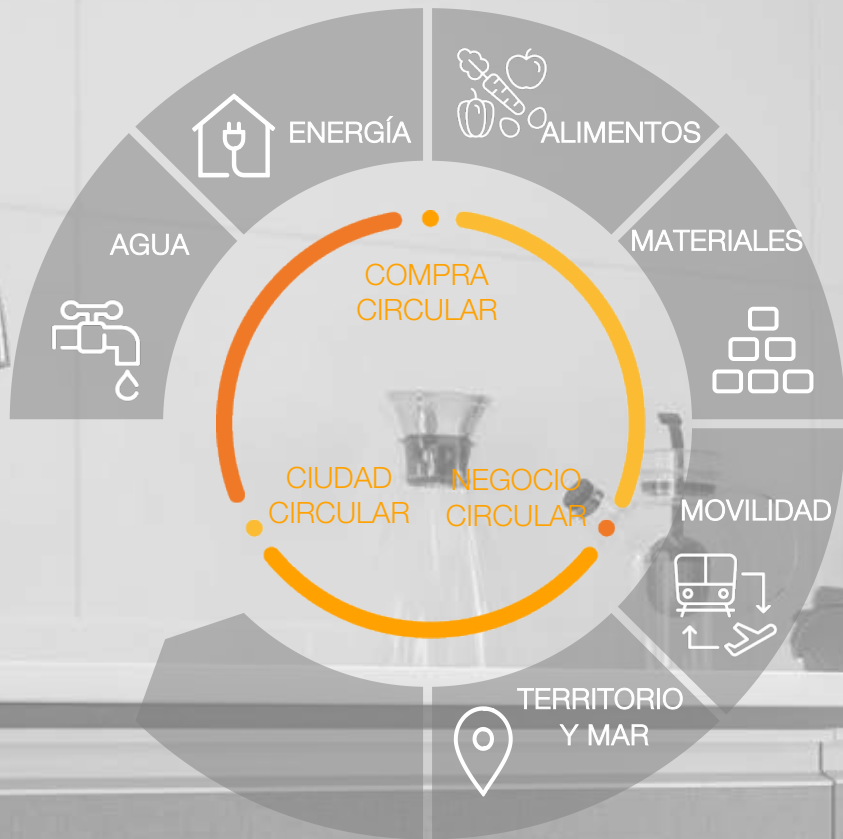 ENERGÍA
ALIMENTOS
AGUA
MATERIALES
COMPRA
CIRCULAR
CIUDAD
CIRCULAR
NEGOCIO
CIRCULAR
MOVILIDAD
TERRITORIO
Y MAR